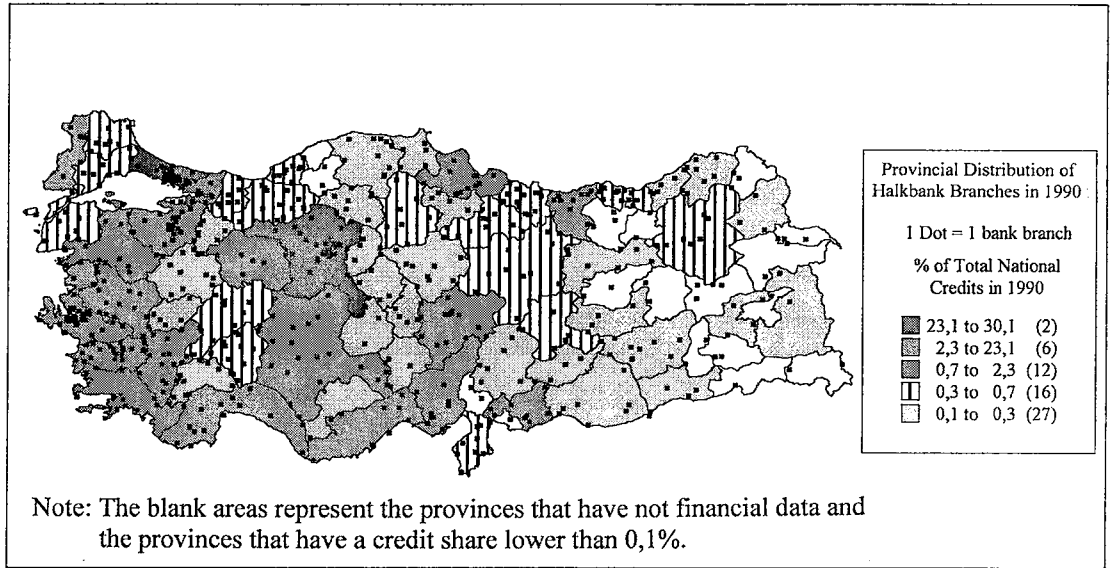 Provincial Distribution of
Halkbank Branches in 1990
1 Dot = 1 bank branch
% of Total National
Credits in 1990
23,1 to 30,1 (2)
2,3 to 23,1 (6)
0,7 to 2,3 (12)
0,3 to 0,7 (16)
0,1 to 0,3 (27)
Note: The blank areas represent the provinces that have not financial data and
the provinces that have a credit share lower than 0,1%.